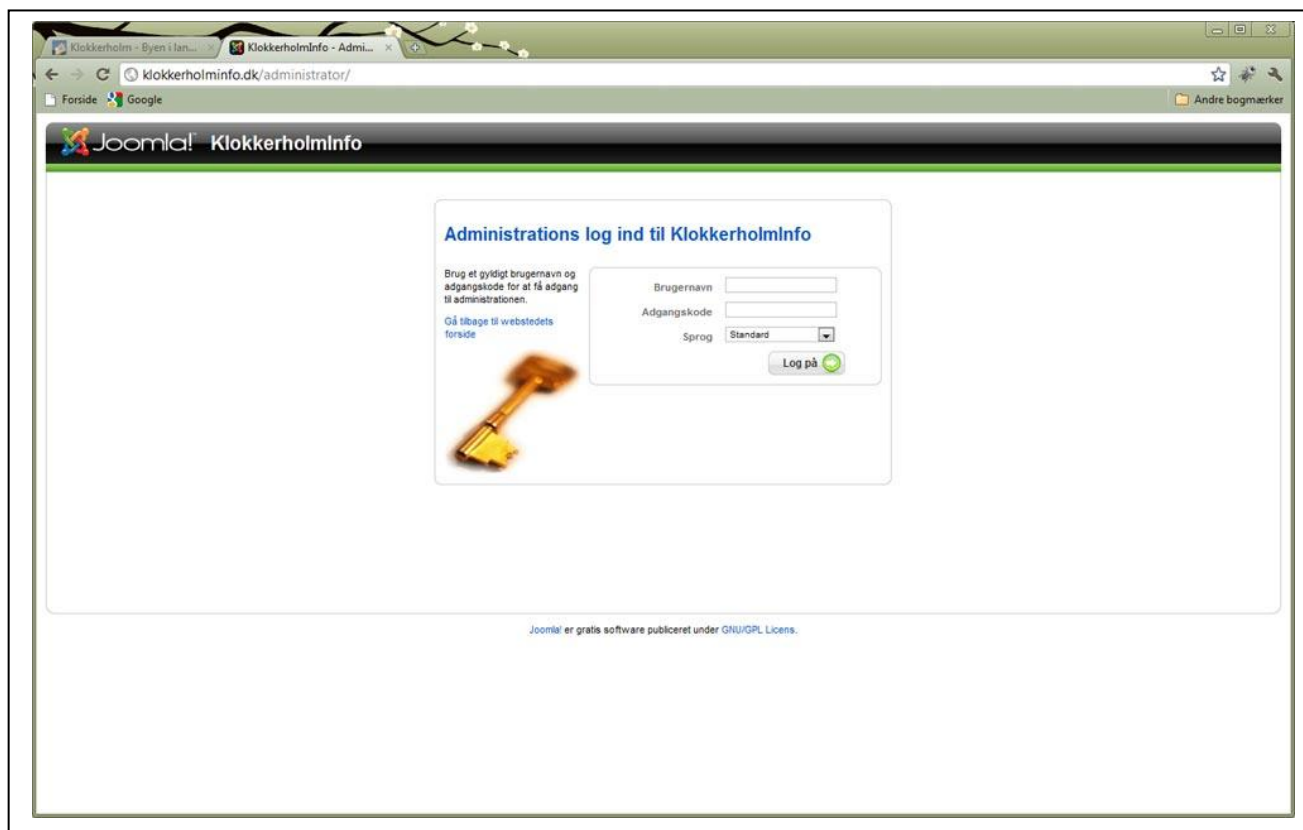 Klokkerholm - Byen i lan...
KlokkerholmInfo - Admi...
klokkerholminfo.dk/administrator/
Forside
Google
Andre bogmærker
Joomla! KlokkerholmInfo
Administrations log ind til KlokkerholmInfo
Brug et gyldigt brugernavn og
adgangskode for at få adgang
til administrationen.
Gå tilbage til webstedets
forside
Brugernavn
Adgangskode
Sprog
Standard
Log på
Joomla! er gratis software publiceret under GNU/GPL Licens.